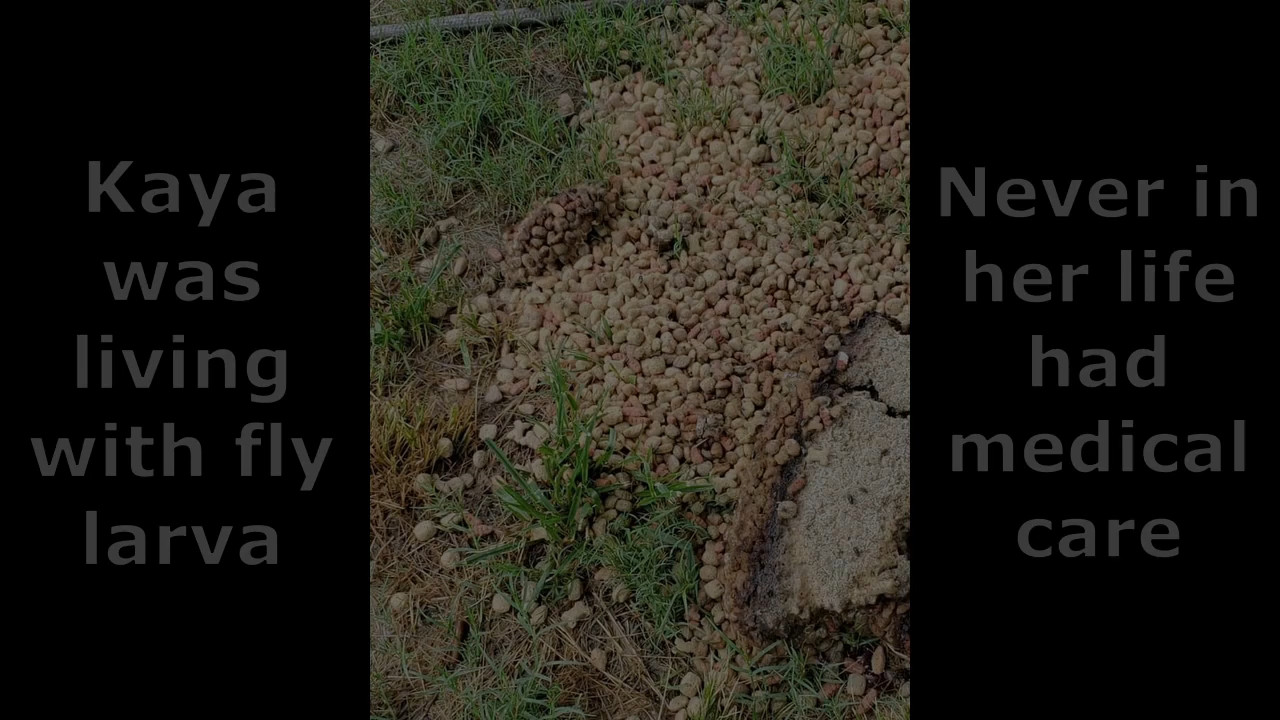 Kaya
was
living
with fly
larva
Never in
her life
had
medical
care